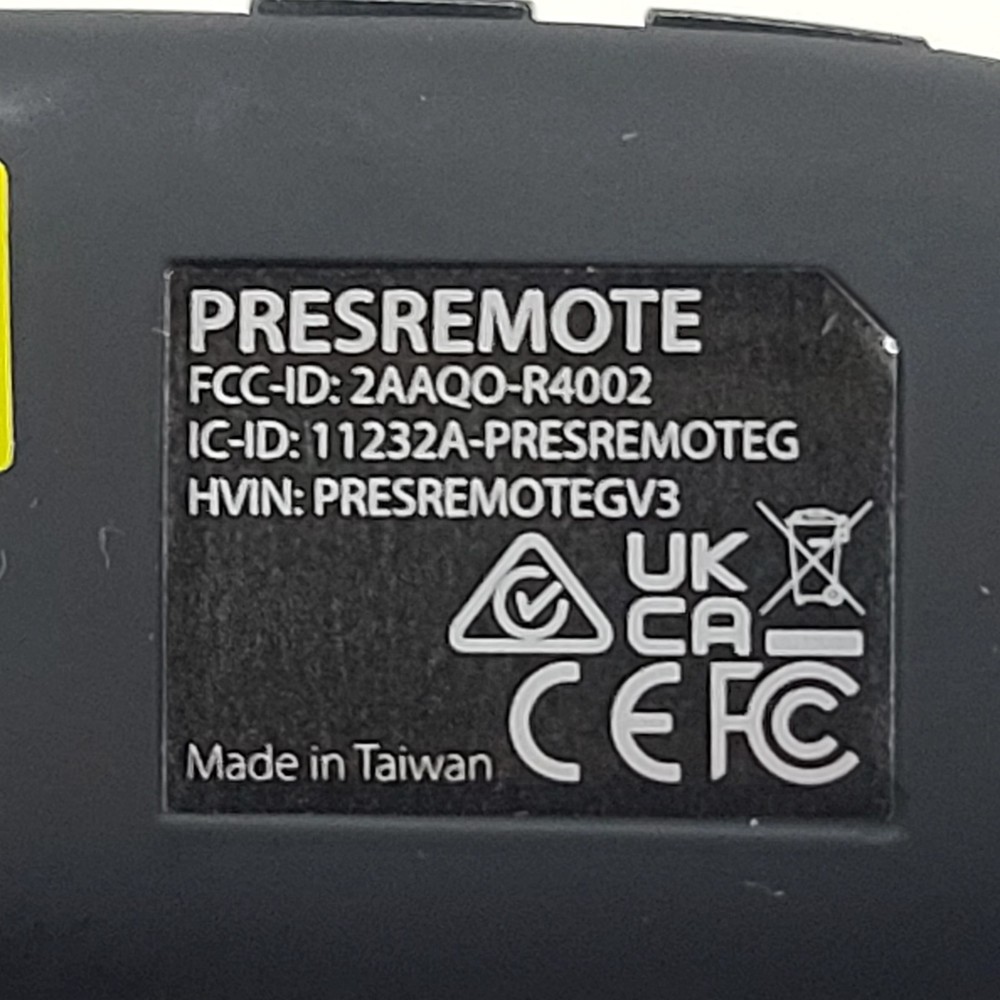 PRESREMOTE
FCC-ID: 2AAQO-R4002
IC-ID: 11232A-PRESREMOTEG
HVIN: PRESREMOTEGV3
UK
CA
Made in Taiwan
CE FC